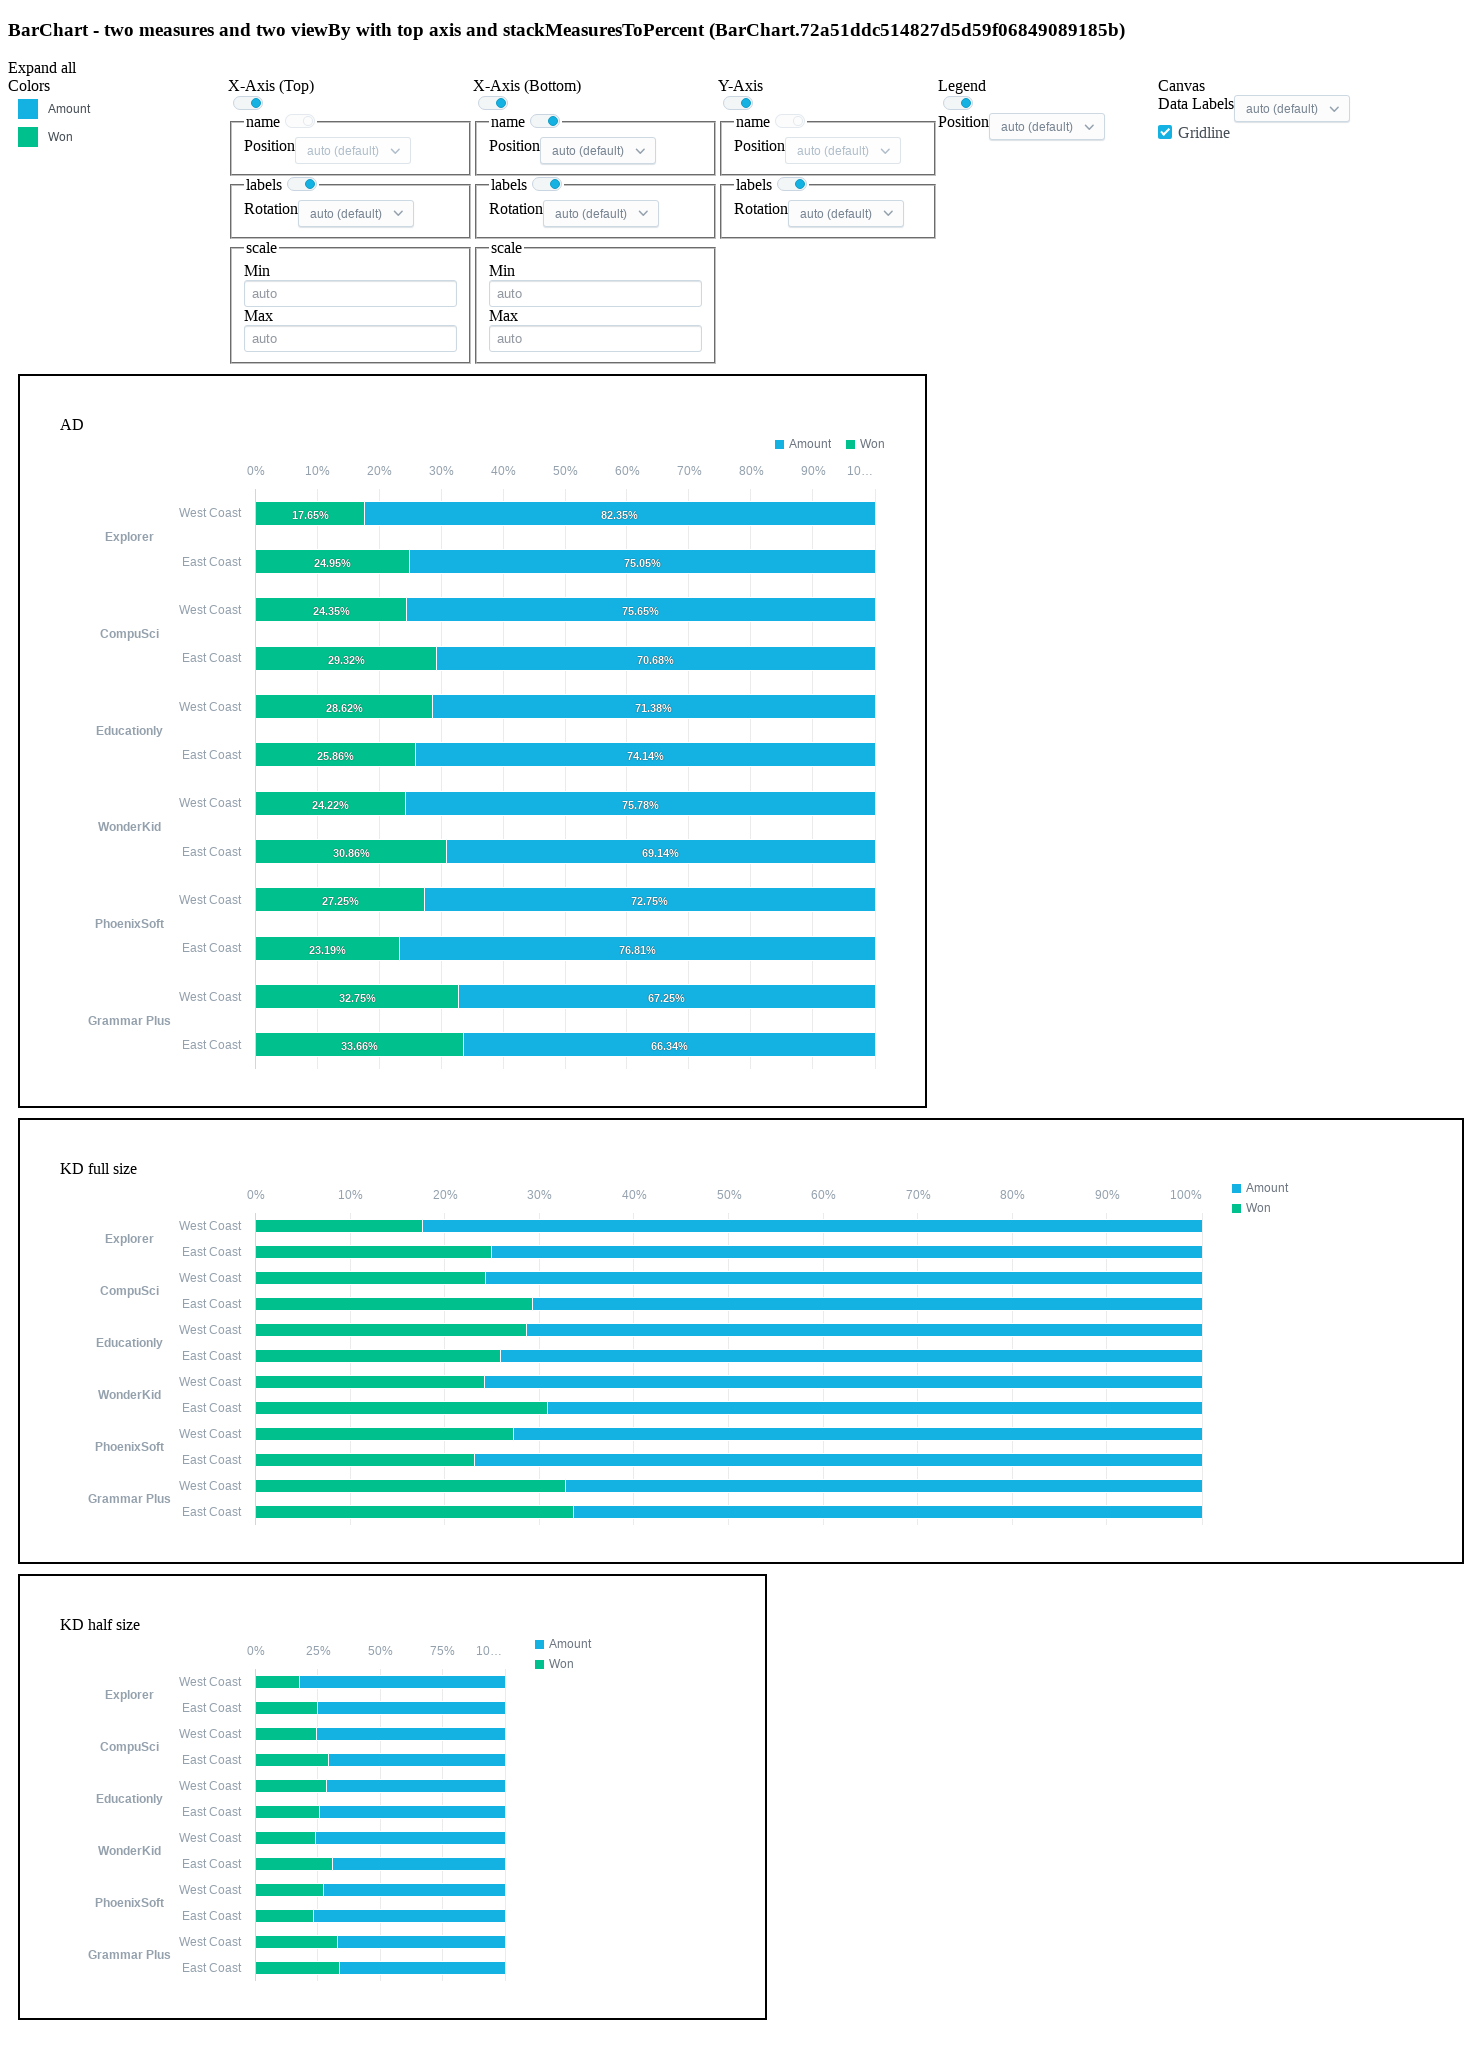 BarChart - two measures and two viewBy with top axis and stackMeasuresToPercent (BarChart.72a51ddc514827d5d59f06849089185b)
Expand all
Colors
Amount
Won
X-Axis (Top)
name
Position auto (default)
labels
Rotation auto (default)
scale
Min
auto
Max
auto
X-Axis (Bottom)
name
Position auto (default)
labels
Rotation auto (default)
scale
Min
auto
Max
auto
Y-Axis
name
Position auto (default)
labels
Rotation auto (default)
Legend
Position auto (default)
Canvas
Data Labels auto (default)
Gridline
AD
Amount Won
0% 10% 20% 30% 40% 50% 60% 70% 80% 90% 10…
Explorer
West Coast 17.65% 82.35%
East Coast 24.95% 75.05%
CompuSci
West Coast 24.35% 75.65%
East Coast 29.32% 70.68%
Educationly
West Coast 28.62% 71.38%
East Coast 25.86% 74.14%
WonderKid
West Coast 24.22% 75.78%
East Coast 30.86% 69.14%
PhoenixSoft
West Coast 27.25% 72.75%
East Coast 23.19% 76.81%
Grammar Plus
West Coast 32.75% 67.25%
East Coast 33.66% 66.34%
KD full size
0% 10% 20% 30% 40% 50% 60% 70% 80% 90% 100%
Amount
Won
Explorer
West Coast
East Coast
CompuSci
West Coast
East Coast
Educationly
West Coast
East Coast
WonderKid
West Coast
East Coast
PhoenixSoft
West Coast
East Coast
Grammar Plus
West Coast
East Coast
KD half size
0% 25% 50% 75% 10…
Amount
Won
Explorer
West Coast
East Coast
CompuSci
West Coast
East Coast
Educationly
West Coast
East Coast
WonderKid
West Coast
East Coast
PhoenixSoft
West Coast
East Coast
Grammar Plus
West Coast
East Coast